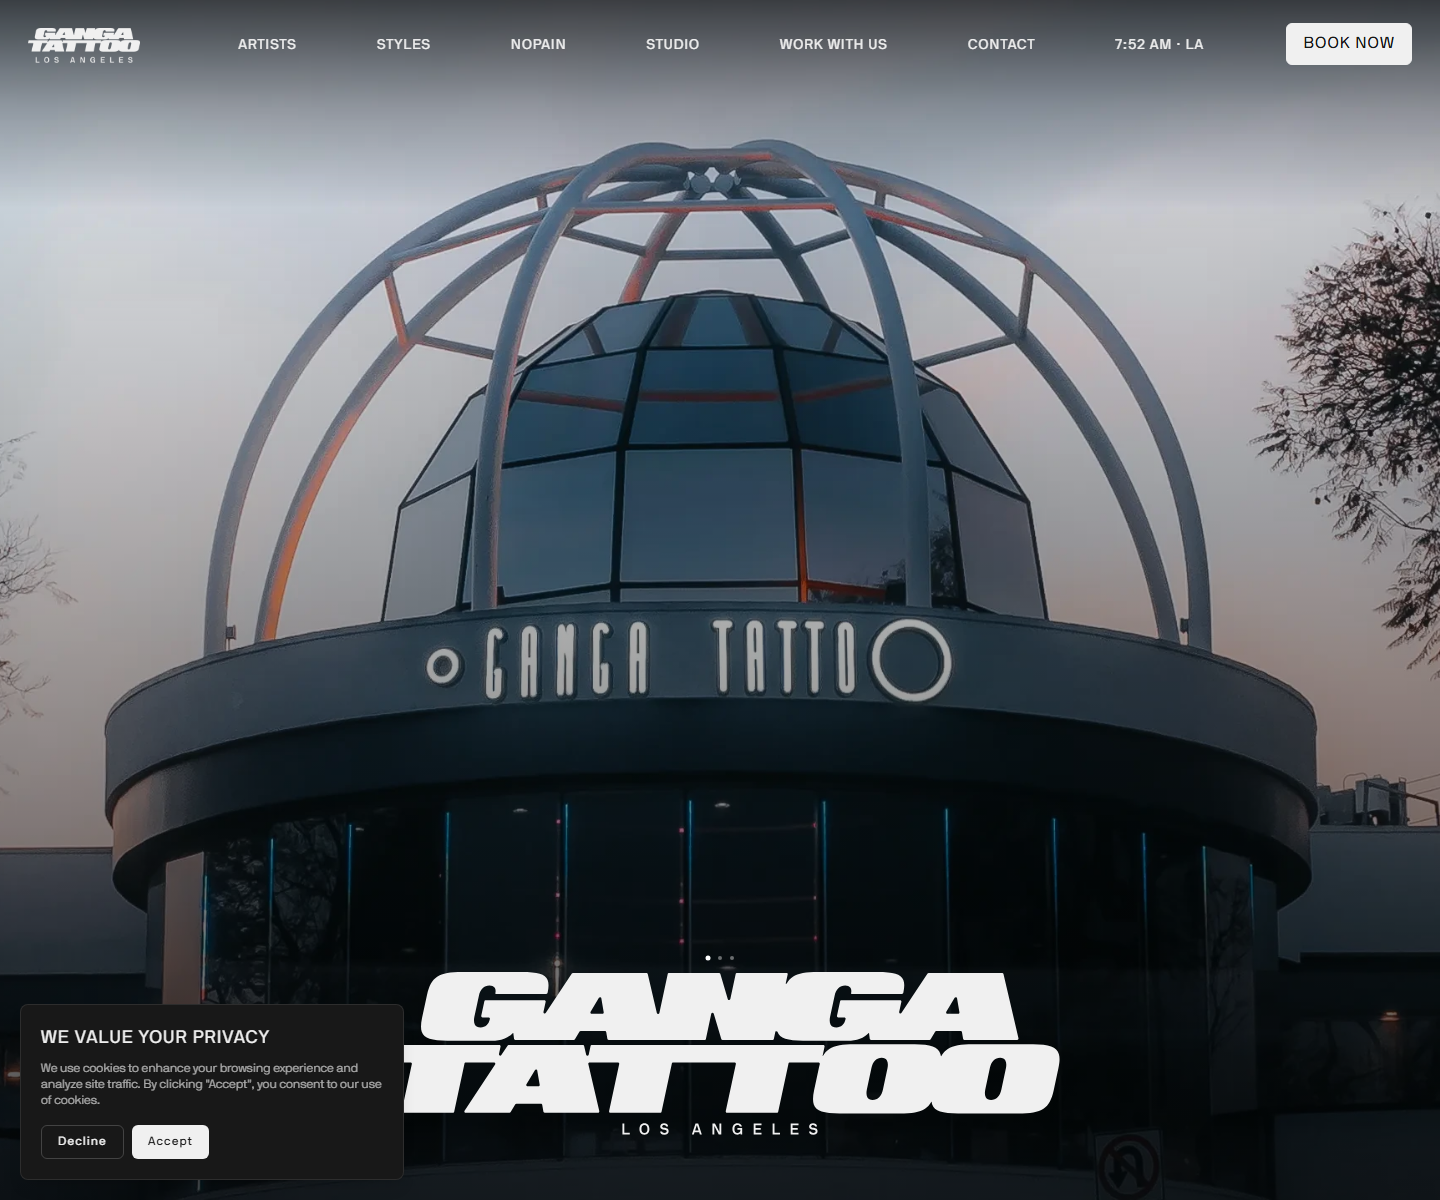 GANGA
TATTOO
LOS ANGELES
ARTISTS
STYLES
NOPAIN
STUDIO
WORK WITH US
CONTACT
7:52 AM · LA
BOOK NOW
GANGA TATTOO
GANGA
TATTOO
LOS ANGELES
WE VALUE YOUR PRIVACY
We use cookies to enhance your browsing experience and
analyze site traffic. By clicking "Accept", you consent to our use
of cookies.
Decline
Accept